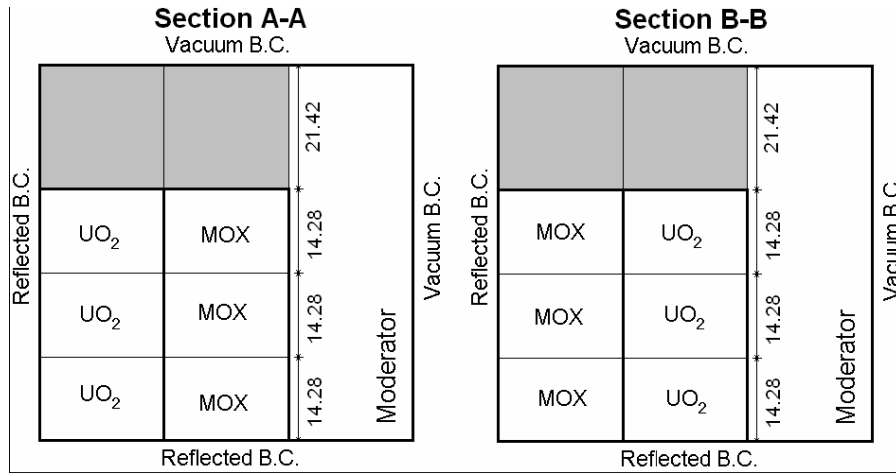 Section A-A
Vacuum B.C.
Reflected B.C.
21.42
UO₂ MOX 14.28
UO₂ MOX 14.28
UO₂ MOX 14.28
Moderator
Vacuum B.C.
Reflected B.C.
Section B-B
Vacuum B.C.
Reflected B.C.
21.42
MOX UO₂ 14.28
MOX UO₂ 14.28
MOX UO₂ 14.28
Moderator
Vacuum B.C.
Reflected B.C.